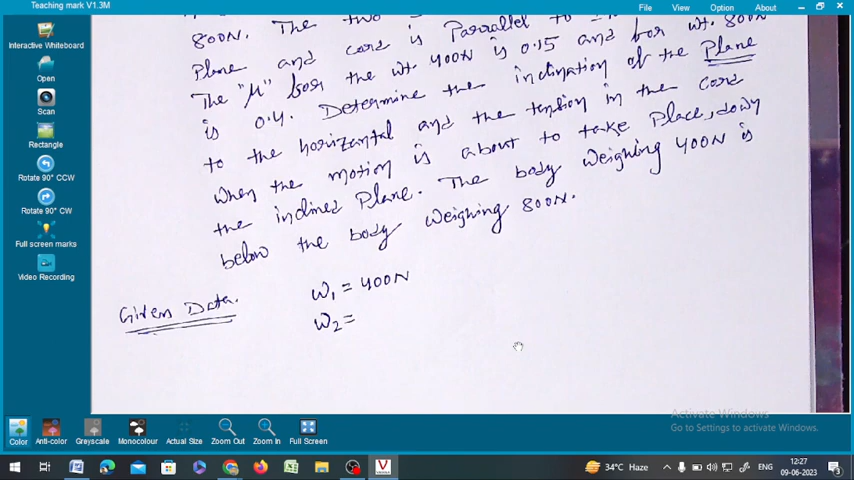 Teaching mark V1.3M
File
View
Option
About
Interactive Whiteboard
Open
Scan
Rectangle
Rotate 90° CCW
Rotate 90° CW
Full screen marks
Video Recording
800N. The two
Plane and cord is Parrallel to
The "μ" for the wt. 400N is 0.15 and for wt. 800N
is 0.4. Determine the inclination of the Plane
to the horizontal and the tension in the cord
when the motion is about to take Place, down
the inclined Plane. The body weighing 400N is
below the body weighing 800N.
Given Data.
W1 = 400N
W2 =
Activate Windows
Go to Settings to activate Windows.
Color
Anti-color
Greyscale
Monocolour
Actual Size
Zoom Out
Zoom In
Full Screen
34°C Haze
ENG
12:27
09-06-2023